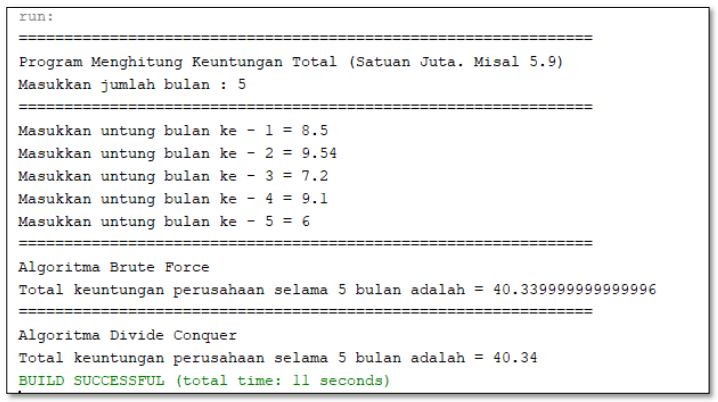 run:
===============================================================
Program Menghitung Keuntungan Total (Satuan Juta. Misal 5.9)
Masukkan jumlah bulan : 5
===============================================================
Masukkan untung bulan ke - 1 = 8.5
Masukkan untung bulan ke - 2 = 9.54
Masukkan untung bulan ke - 3 = 7.2
Masukkan untung bulan ke - 4 = 9.1
Masukkan untung bulan ke - 5 = 6
===============================================================
Algoritma Brute Force
Total keuntungan perusahaan selama 5 bulan adalah = 40.339999999999996
===============================================================
Algoritma Divide Conquer
Total keuntungan perusahaan selama 5 bulan adalah = 40.34
BUILD SUCCESSFUL (total time: 11 seconds)